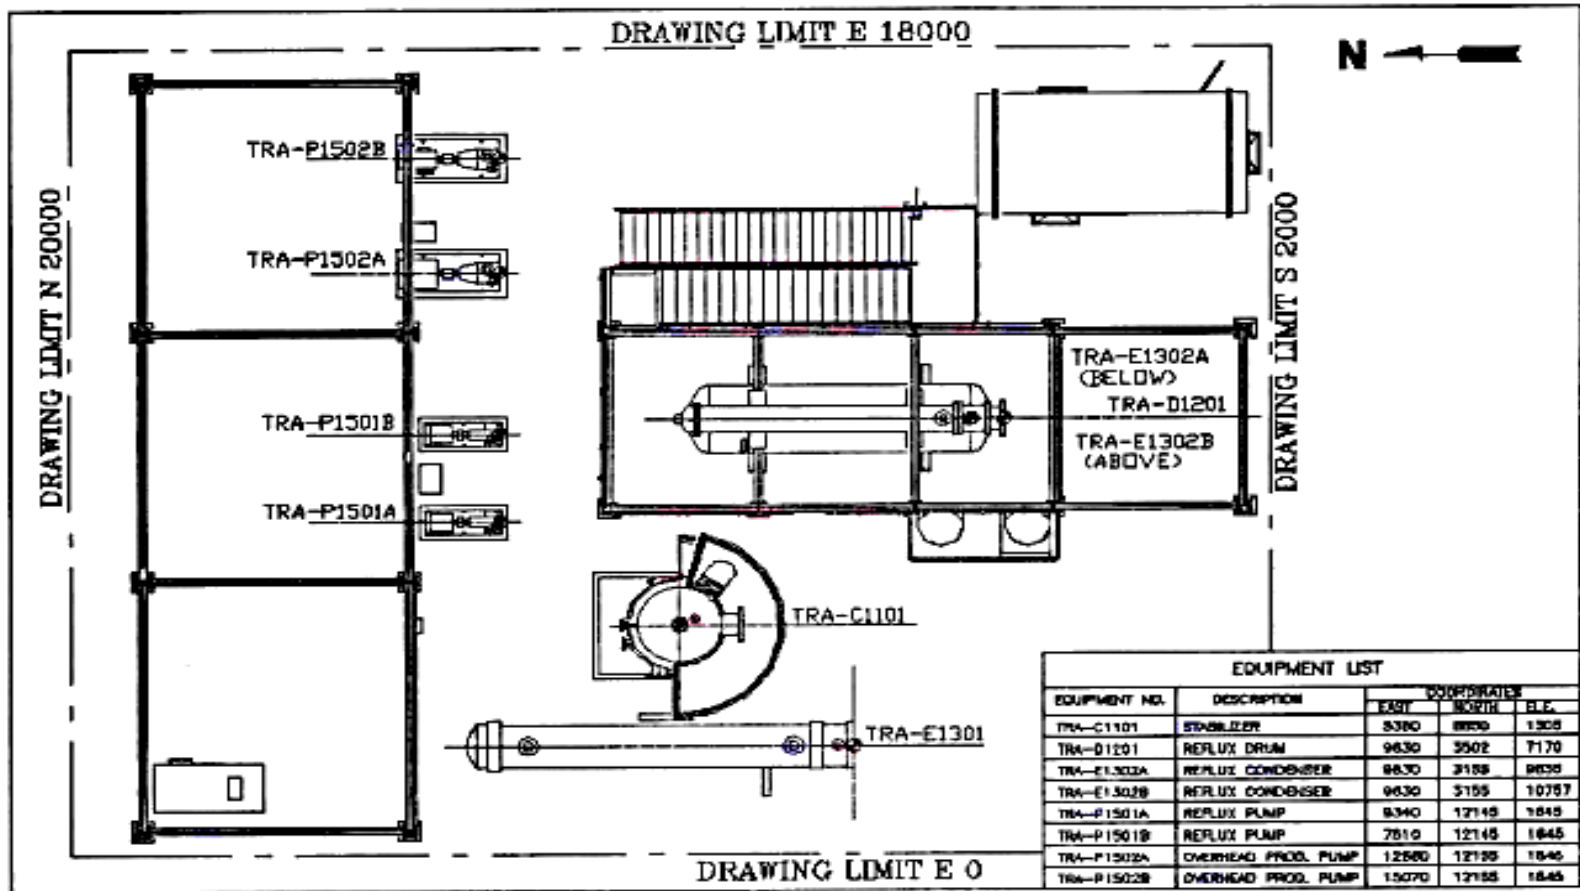 DRAWING LIMIT E 18000
N
TRA-P1502B
TRA-P1502A
DRAWING LIMIT N 20000
DRAWING LIMIT S 2000
TRA-E1302A
(BELOW)
TRA-D1201
TRA-E1302B
(ABOVE)
TRA-P1501B
TRA-P1501A
TRA-C1101
TRA-E1301
DRAWING LIMIT E 0
EQUIPMENT LIST
EQUIPMENT NO. DESCRIPTION COORDINATES
EAST NORTH ELE.
TRA-C1101 STABILIZER 1305
TRA-D1201 REFLUX DRUM 9630 3502 7170
TRA-E1302A REFLUX CONDENSER 9630
TRA-E1302B REFLUX CONDENSER 9630 10757
TRA-P1501A REFLUX PUMP 12145 1645
TRA-P1501B REFLUX PUMP 12145 1645
TRA-P1502A OVERHEAD PROD. PUMP 12155 1645
TRA-P1502B OVERHEAD PROD. PUMP 15070 12155 1645